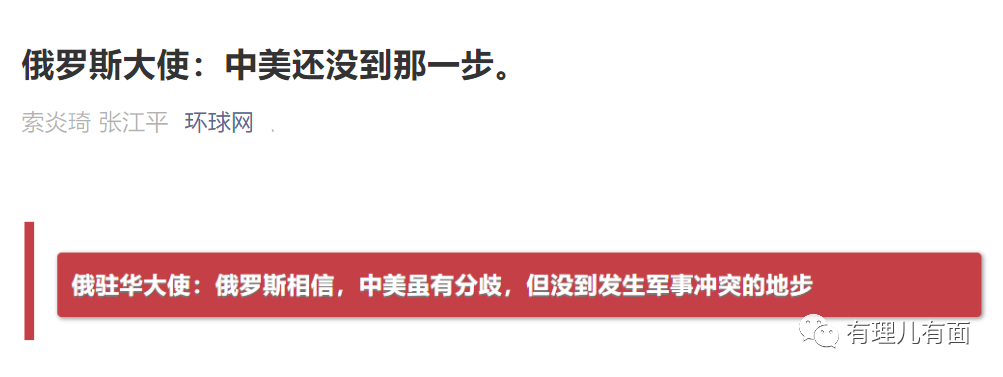 俄罗斯大使：中美还没到那一步。
索炎琦 张江平 环球网 .
俄驻华大使：俄罗斯相信，中美虽有分歧，但没到发生军事冲突的地步
有理儿有面